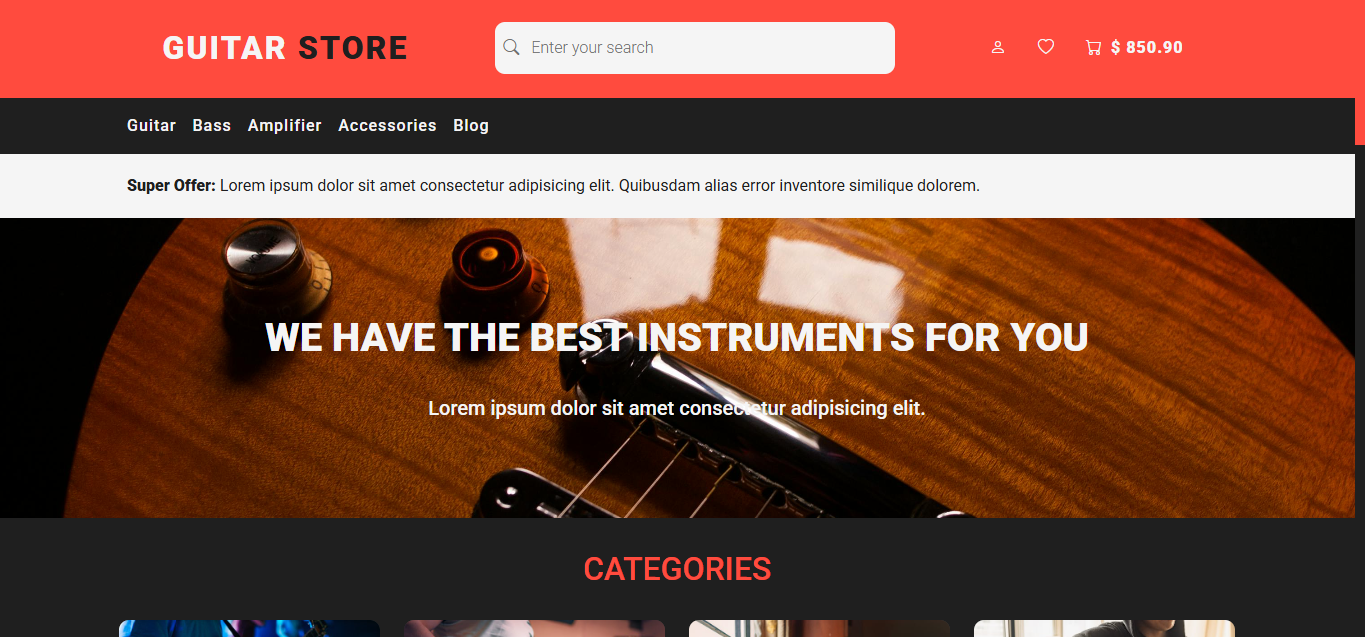 GUITAR STORE
Enter your search
$ 850.90
Guitar Bass Amplifier Accessories Blog
Super Offer: Lorem ipsum dolor sit amet consectetur adipisicing elit. Quibusdam alias error inventore similique dolorem.
WE HAVE THE BEST INSTRUMENTS FOR YOU
Lorem ipsum dolor sit amet consectetur adipisicing elit.
CATEGORIES